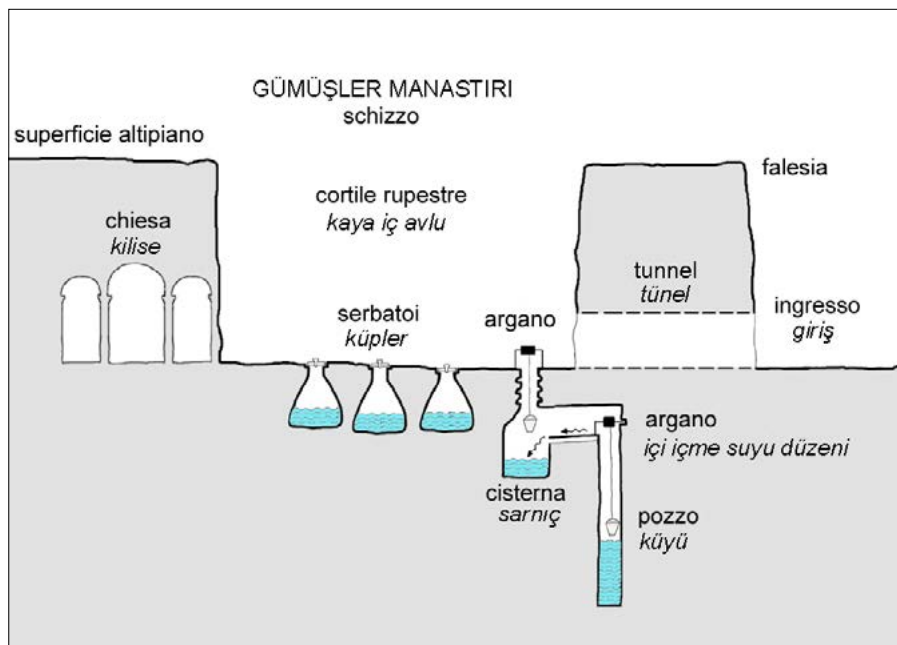 GÜMÜŞLER MANASTIRI
schizzo
superficie altipiano
falesia
cortile rupestre
kaya iç avlu
chiesa
kilise
tunnel
tünel
ingresso
giriş
serbatoi
küpler
argano
argano
içi içme suyu düzeni
cisterna
sarnıç
pozzo
küyü